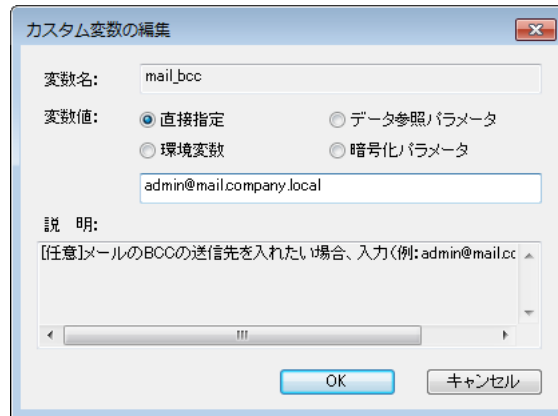 カスタム変数の編集
変数名: mail_bcc
変数値: 直接指定 データ参照パラメータ
環境変数 暗号化パラメータ
admin@mail.company.local
説 明:
[任意]メールのBCCの送信先を入れたい場合、入力(例:admin@mail.cc
OK キャンセル